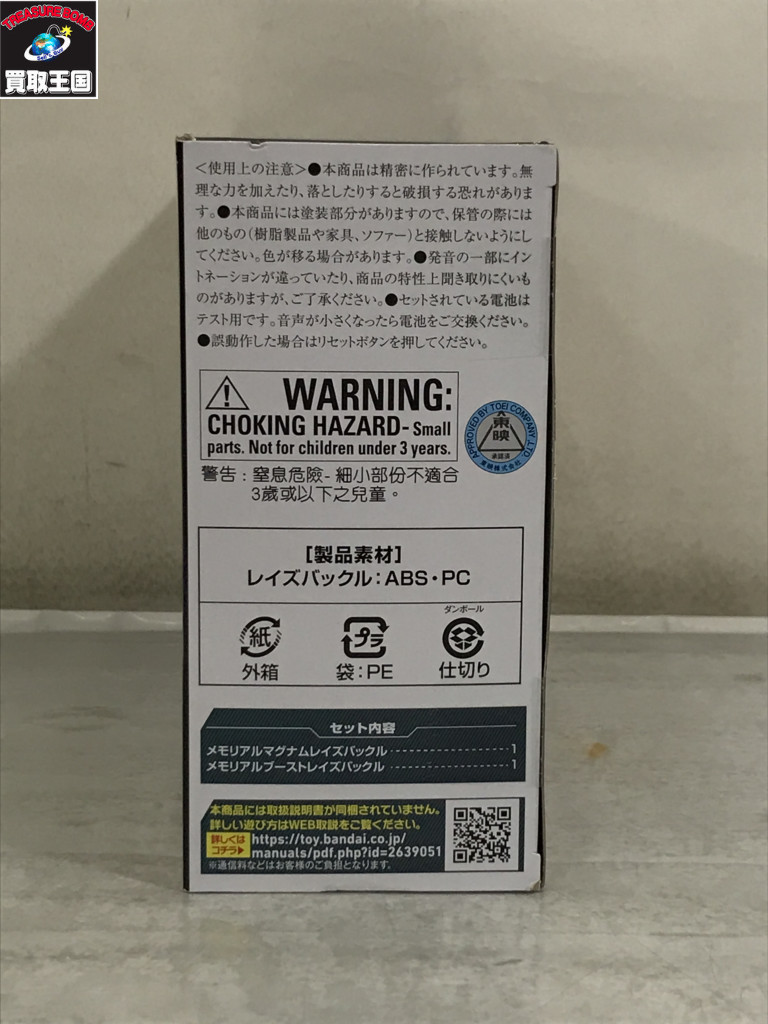 TREASURE BOMB
Sell & Buy
買取王国
<使用上の注意>●本商品は精密に作られています。無
理な力を加えたり、落としたりすると破損する恐れがありま
す。●本商品には塗装部分がありますので、保管の際には
他のもの(樹脂製品や家具、ソファー)と接触しないようにし
てください。色が移る場合があります。●発音の一部にイン
トネーションが違っていたり、商品の特性上聞き取りにくいも
のがありますが、ご了承ください。●セットされている電池は
テスト用です。音声が小さくなったら電池をご交換ください。
●誤動作した場合はリセットボタンを押してください。
WARNING:
CHOKING HAZARD- Small
parts. Not for children under 3 years.
APPROVED BY TOEI COMPANY, LTD
東映
承認済
東映株式会社
警告:窒息危險-細小部份不適合
3歲或以下之兒童。
[製品素材]
レイズバックル:ABS・PC
ダンボール
紙
プラ
外箱
袋:PE
仕切り
セット内容
メモリアルマグナムレイズバックル 1
メモリアルブーストレイズバックル 1
本商品には取扱説明書が同梱されていません。
詳しい遊び方はWEB取説をご覧ください。
詳しくは
コチラ▶
https://toy.bandai.co.jp/
manuals/pdf.php?id=2639051
※通信料などはお客様のご負担となります。